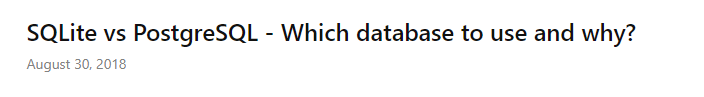 SQLite vs PostgreSQL - Which database to use and why?
August 30, 2018